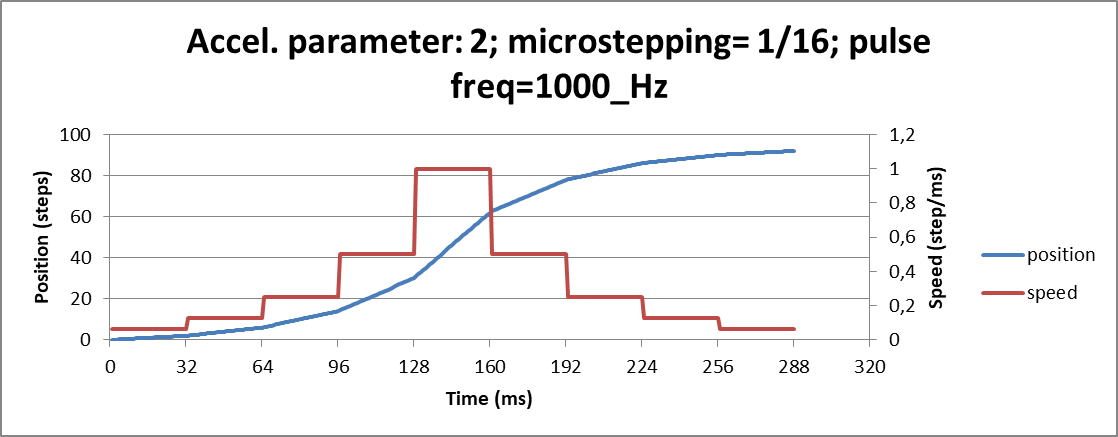 Accel. parameter: 2; microstepping= 1/16; pulse
freq=1000_Hz
Position (steps)
100
80
60
40
20
0
1,2
1
0,8
0,6
0,4
0,2
0
Speed (step/ms)
0 32 64 96 128 160 192 224 256 288 320
Time (ms)
position
speed